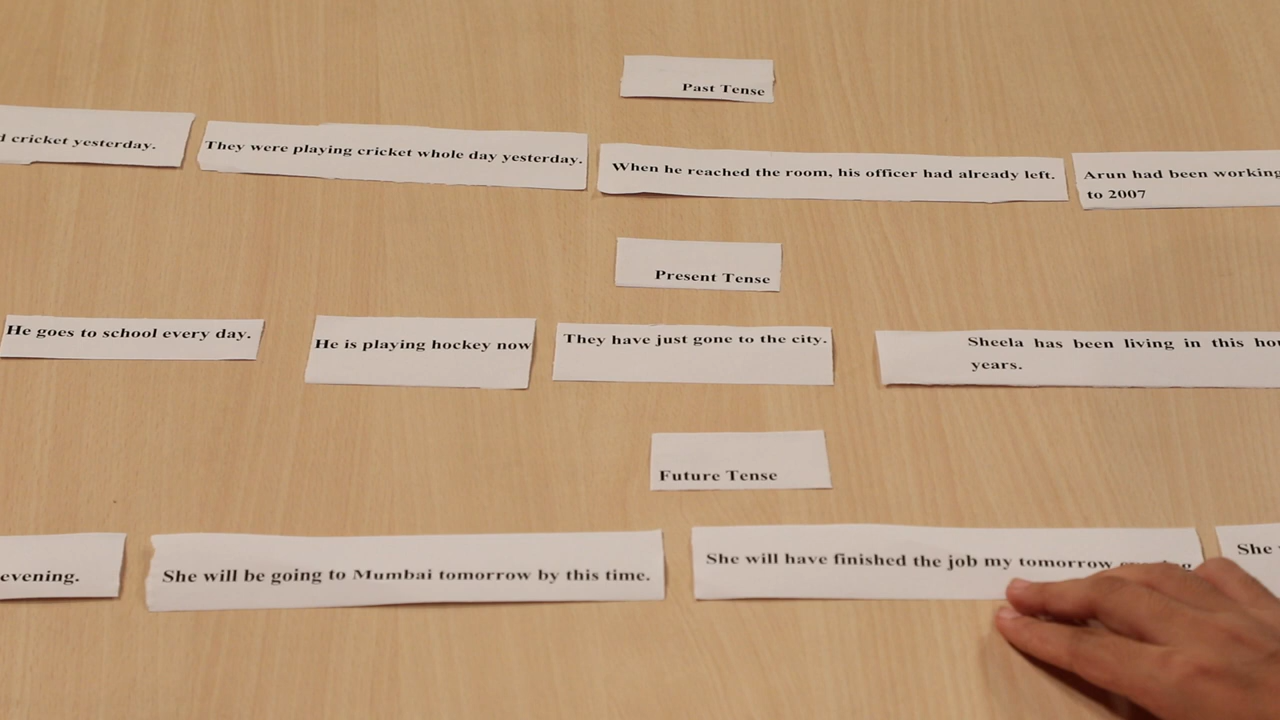 Past Tense
cricket yesterday.
They were playing cricket whole day yesterday.
When he reached the room, his officer had already left.
Arun had been working
to 2007
Present Tense
He goes to school every day.
He is playing hockey now
They have just gone to the city.
Sheela has been living in this
years.
Future Tense
evening.
She will be going to Mumbai tomorrow by this time.
She will have finished the job my tomorrow
She